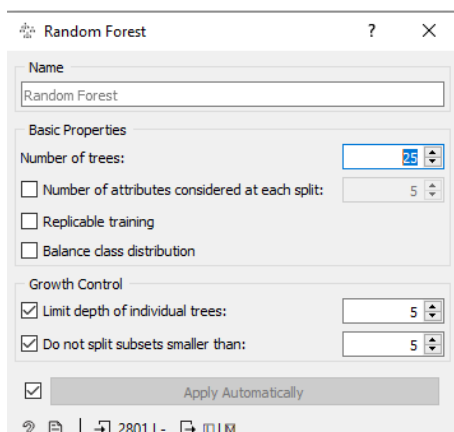 Random Forest ? X
Name
Random Forest
Basic Properties
Number of trees: 25
Number of attributes considered at each split: 5
Replicable training
Balance class distribution
Growth Control
Limit depth of individual trees: 5
Do not split subsets smaller than: 5
Apply Automatically
? 2801 | -